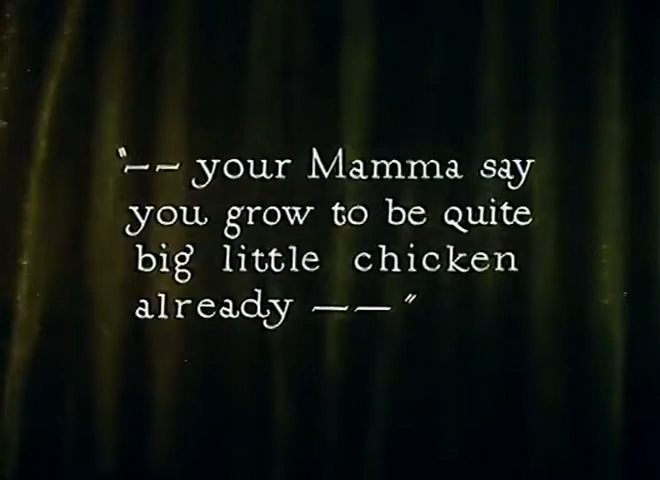 "–– your Mamma say
you grow to be quite
big little chicken
already –– "